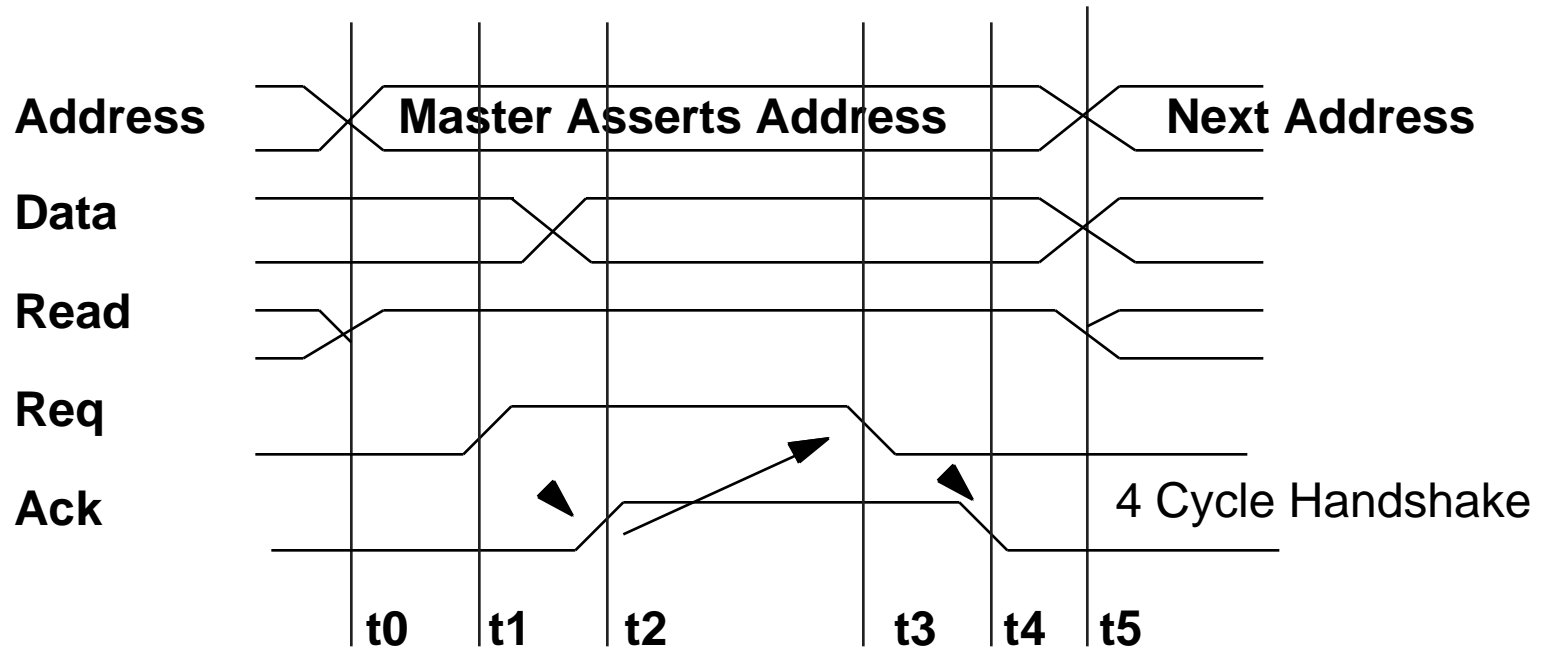 Address Master Asserts Address Next Address
Data
Read
Req
Ack 4 Cycle Handshake
t0 t1 t2 t3 t4 t5